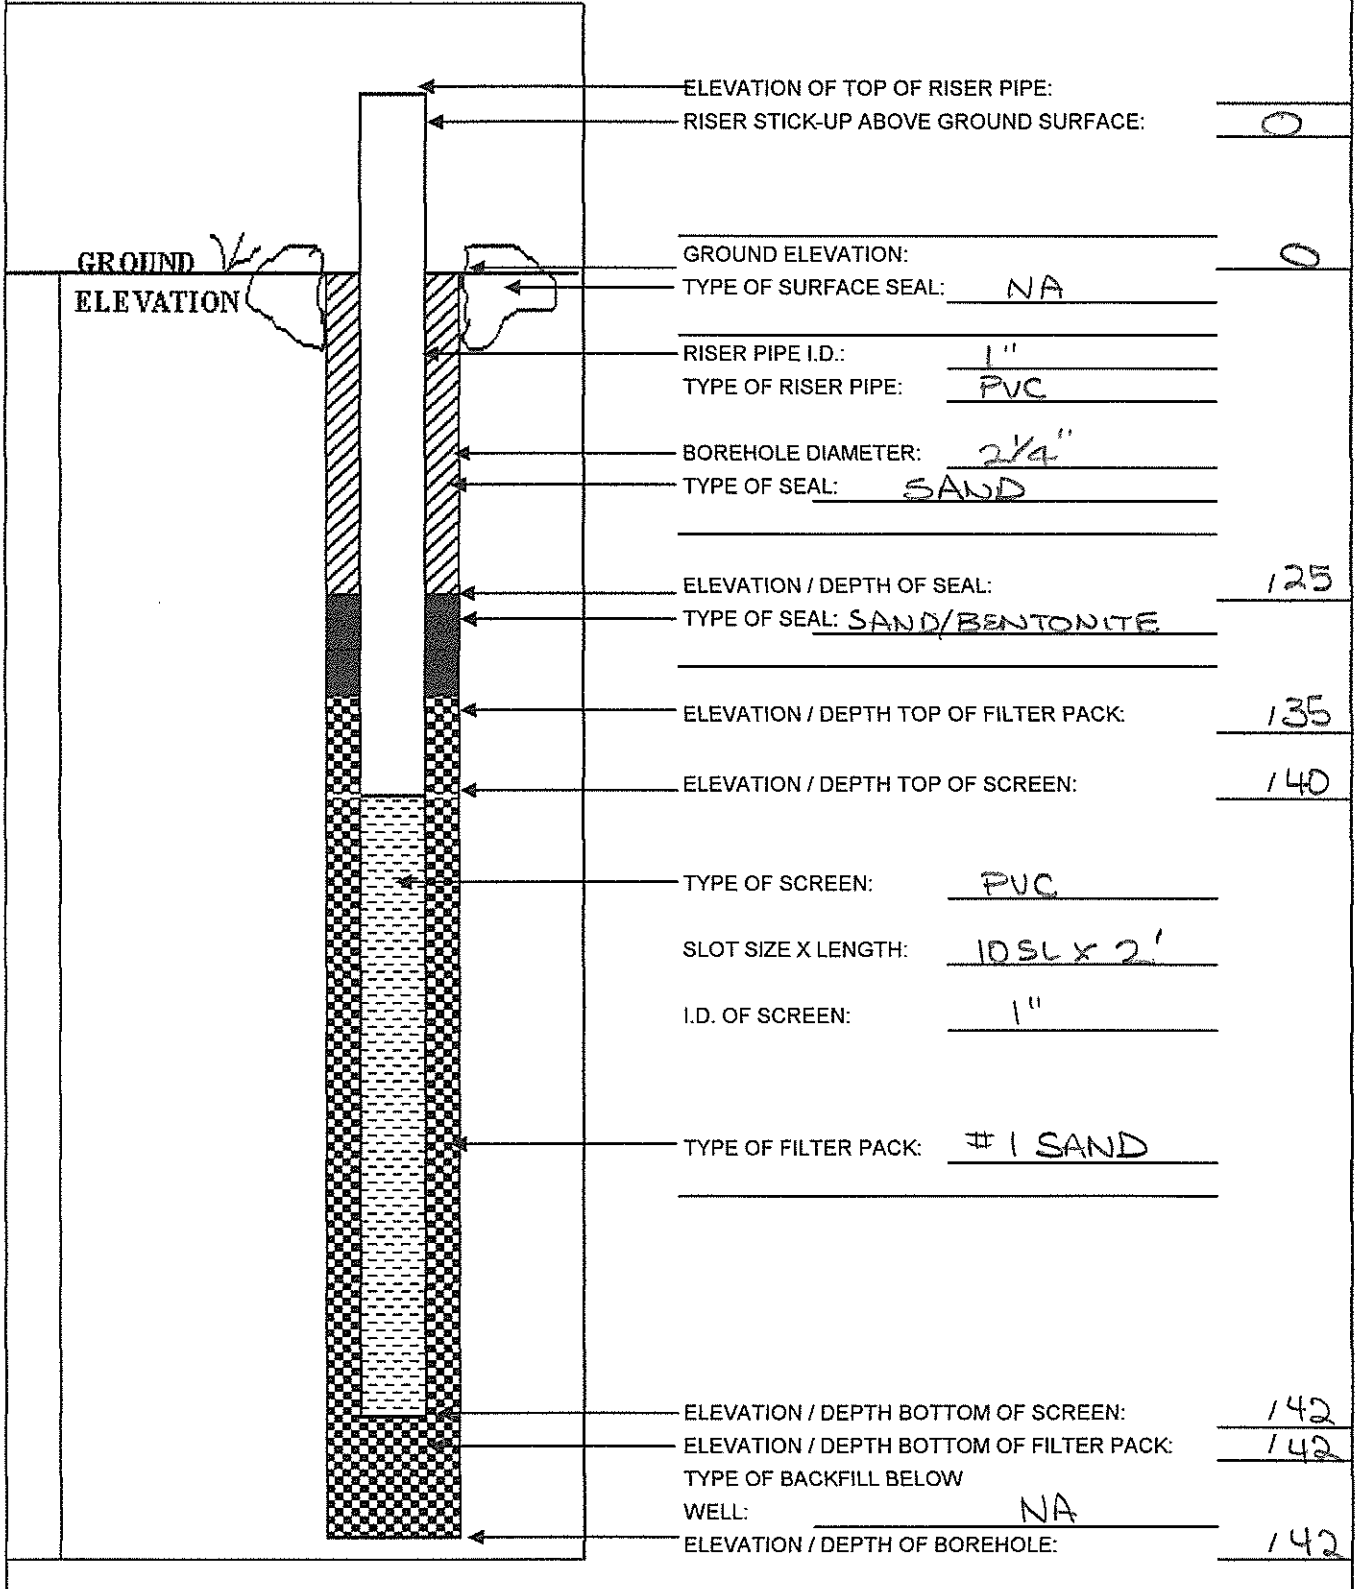 ELEVATION OF TOP OF RISER PIPE:
RISER STICK-UP ABOVE GROUND SURFACE: 0
GROUND
ELEVATION
GROUND ELEVATION: 0
TYPE OF SURFACE SEAL: NA
RISER PIPE I.D.: 1"
TYPE OF RISER PIPE: PVC
BOREHOLE DIAMETER: 2 1/4"
TYPE OF SEAL: SAND
ELEVATION / DEPTH OF SEAL: 125
TYPE OF SEAL: SAND/BENTONITE
ELEVATION / DEPTH TOP OF FILTER PACK: 135
ELEVATION / DEPTH TOP OF SCREEN: 140
TYPE OF SCREEN: PVC
SLOT SIZE X LENGTH: 10 SL X 2'
I.D. OF SCREEN: 1"
TYPE OF FILTER PACK: #1 SAND
ELEVATION / DEPTH BOTTOM OF SCREEN: 142
ELEVATION / DEPTH BOTTOM OF FILTER PACK: 142
TYPE OF BACKFILL BELOW
WELL: NA
ELEVATION / DEPTH OF BOREHOLE: 142